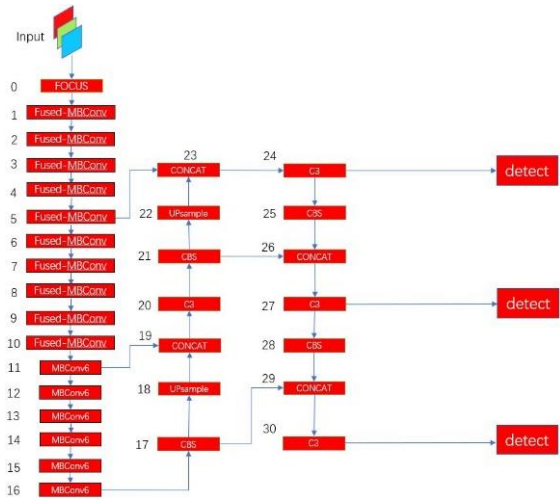 Input
0 FOCUS
1 Fused-MBConv
2 Fused-MBConv
3 Fused-MBConv
4 Fused-MBConv
5 Fused-MBConv
6 Fused-MBConv
7 Fused-MBConv
8 Fused-MBConv
9 Fused-MBConv
10 Fused-MBConv
11 MBConv6
12 MBConv6
13 MBConv6
14 MBConv6
15 MBConv6
16 MBConv6
23
CONCAT
22 UPsample
21 CBS
20 C3
19
CONCAT
18 UPsample
17 CBS
24
C3
25 CBS
26
CONCAT
27 C3
28 CBS
29
CONCAT
30
C3
detect
detect
detect